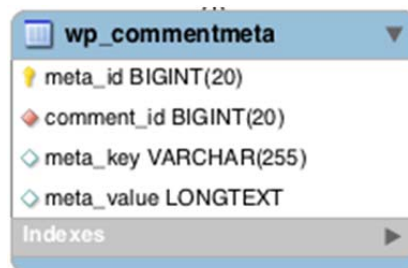 wp_commentmeta
meta_id BIGINT(20)
comment_id BIGINT(20)
meta_key VARCHAR(255)
meta_value LONGTEXT
Indexes